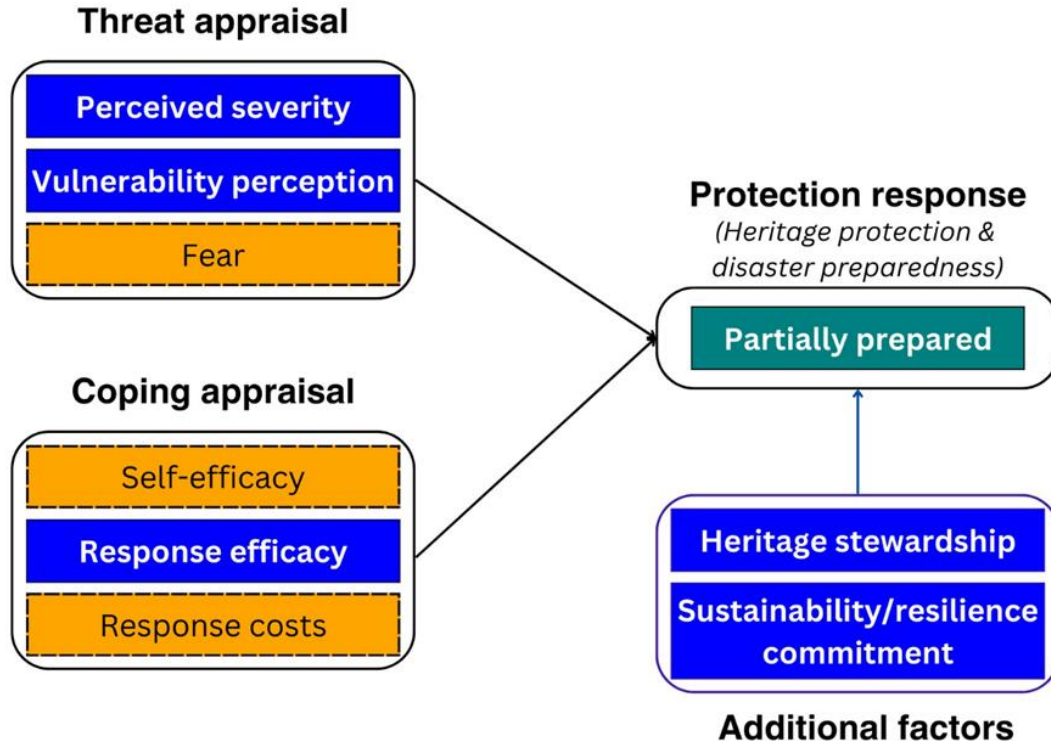 Threat appraisal
Perceived severity
Vulnerability perception
Fear
Coping appraisal
Self-efficacy
Response efficacy
Response costs
Protection response
(Heritage protection &
disaster preparedness)
Partially prepared
Heritage stewardship
Sustainability/resilience
commitment
Additional factors